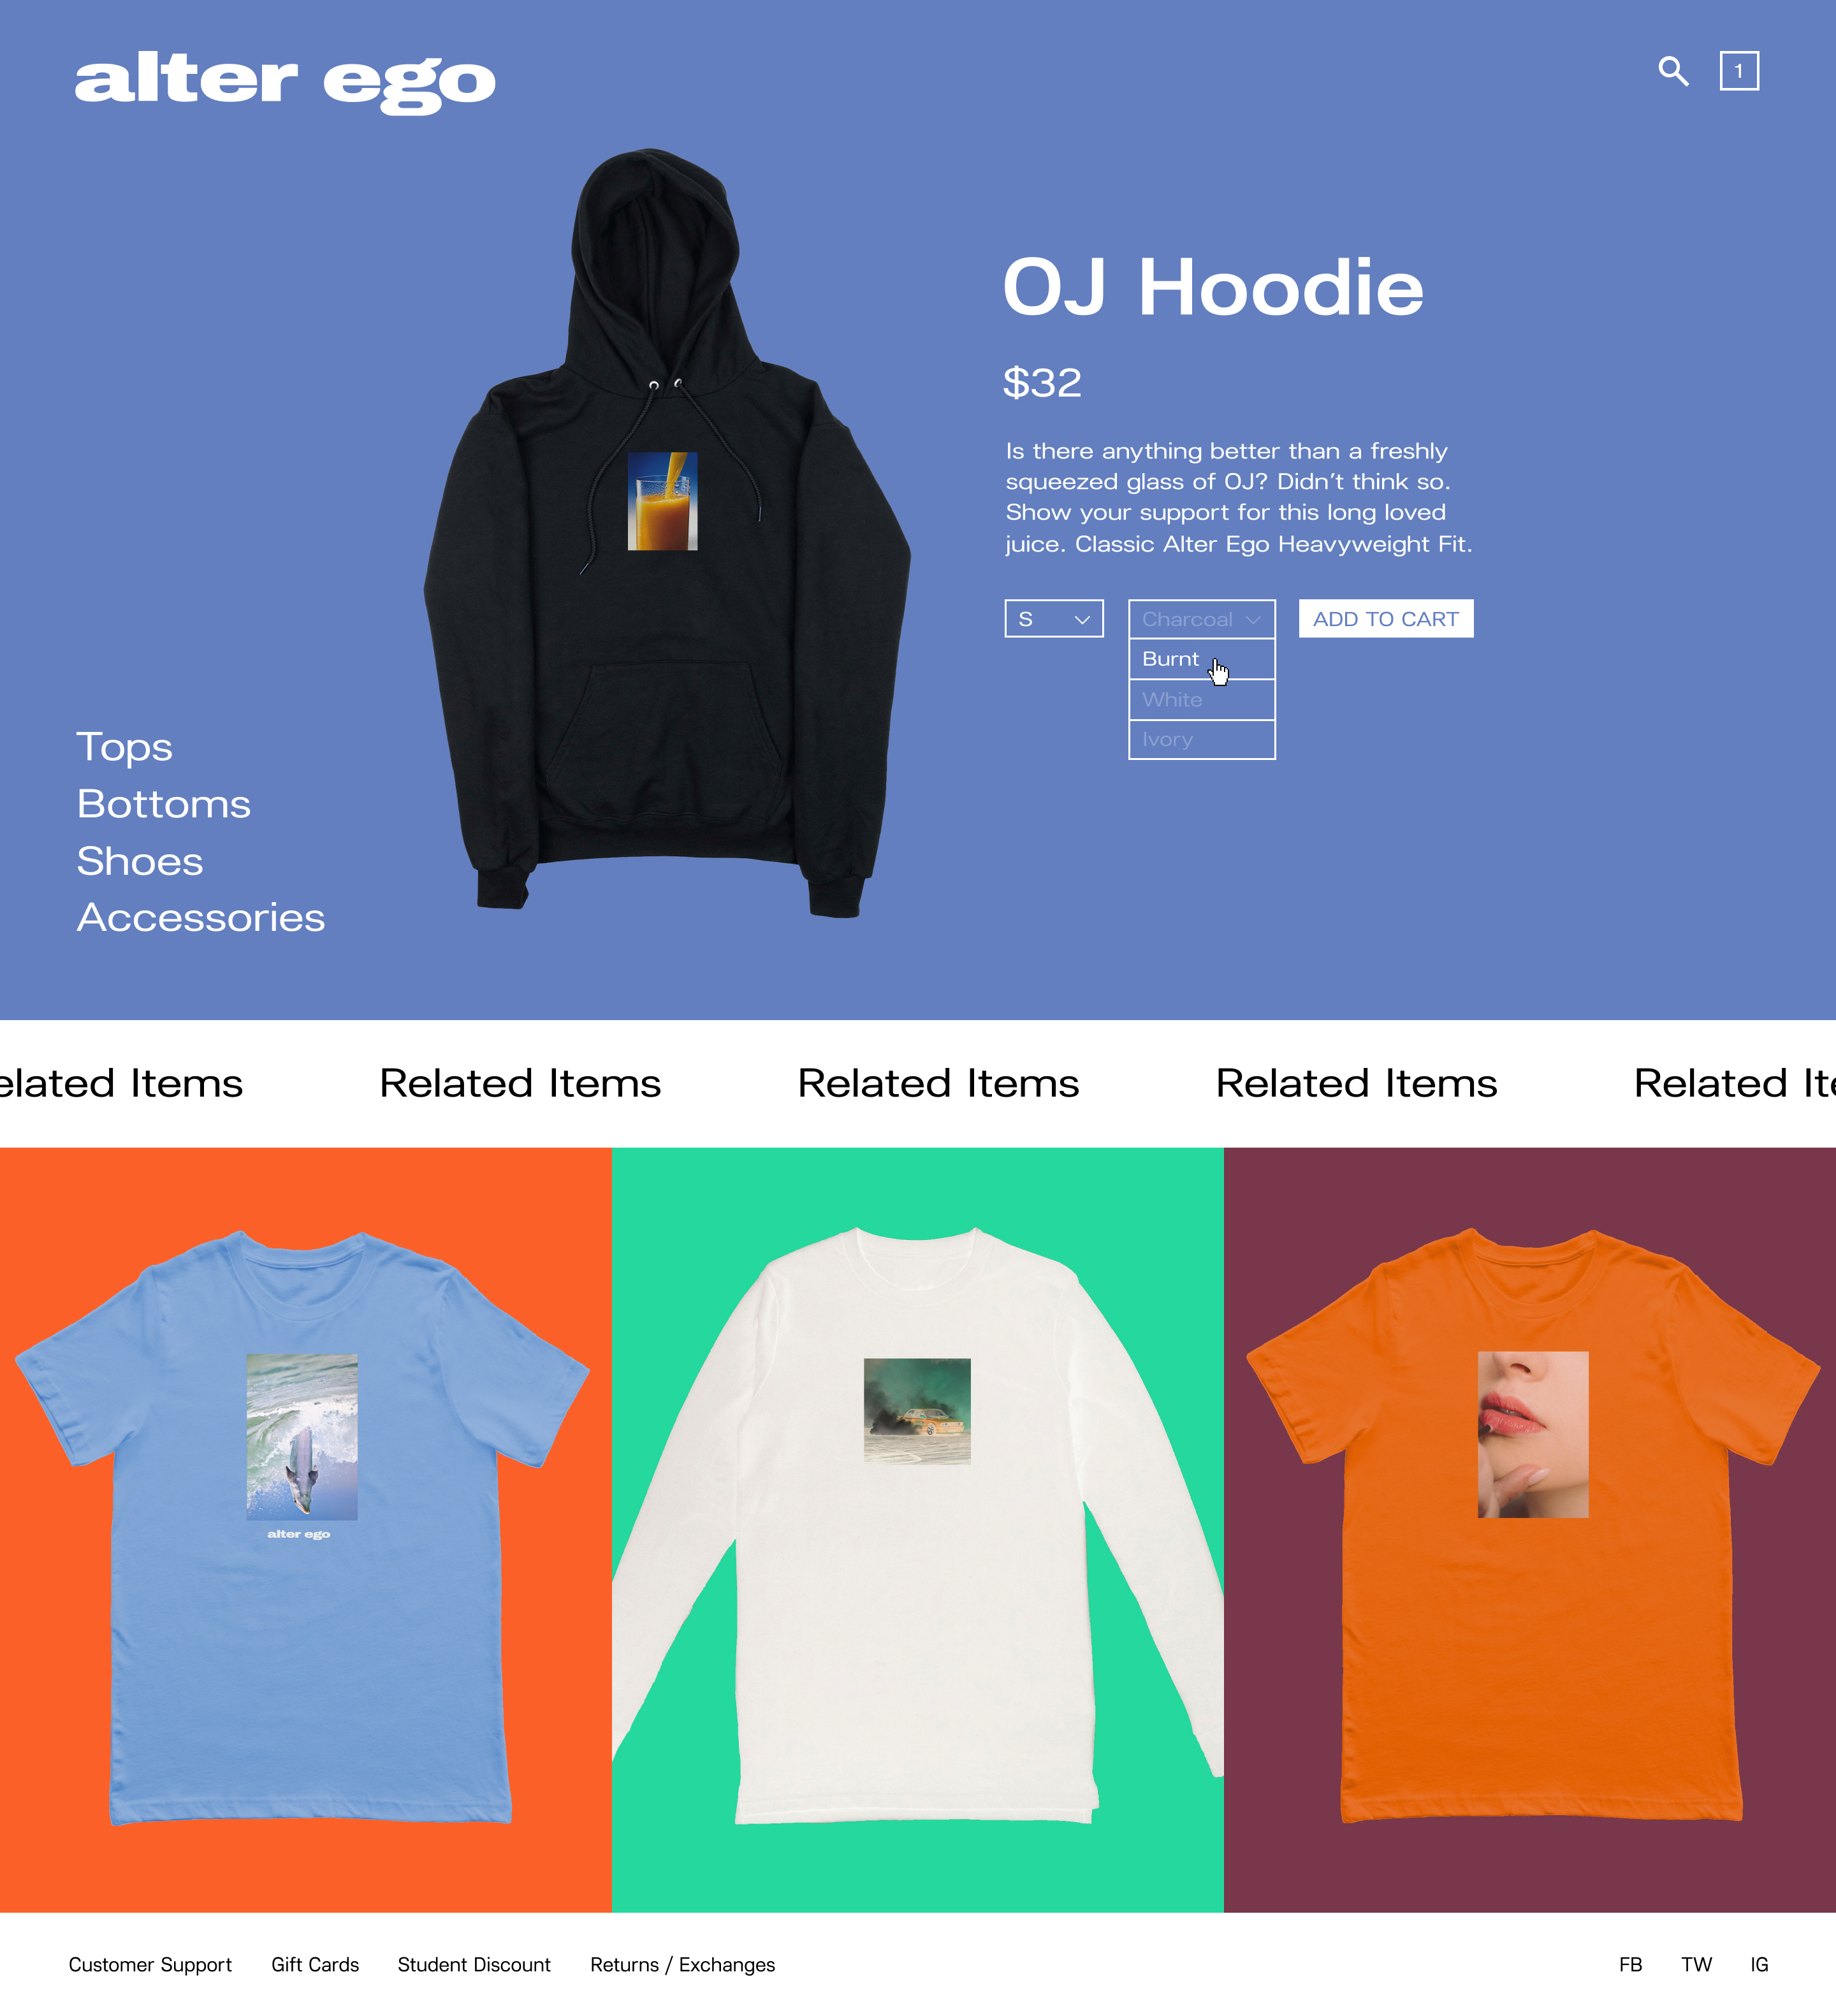 alter ego
1
OJ Hoodie
$32
Is there anything better than a freshly
squeezed glass of OJ? Didn't think so.
Show your support for this long loved
juice. Classic Alter Ego Heavyweight Fit.
S
Charcoal
ADD TO CART
Burnt
White
Ivory
Tops
Bottoms
Shoes
Accessories
elated Items Related Items Related Items Related Items Related Ite
alter ego
Customer Support Gift Cards Student Discount Returns / Exchanges FB TW IG